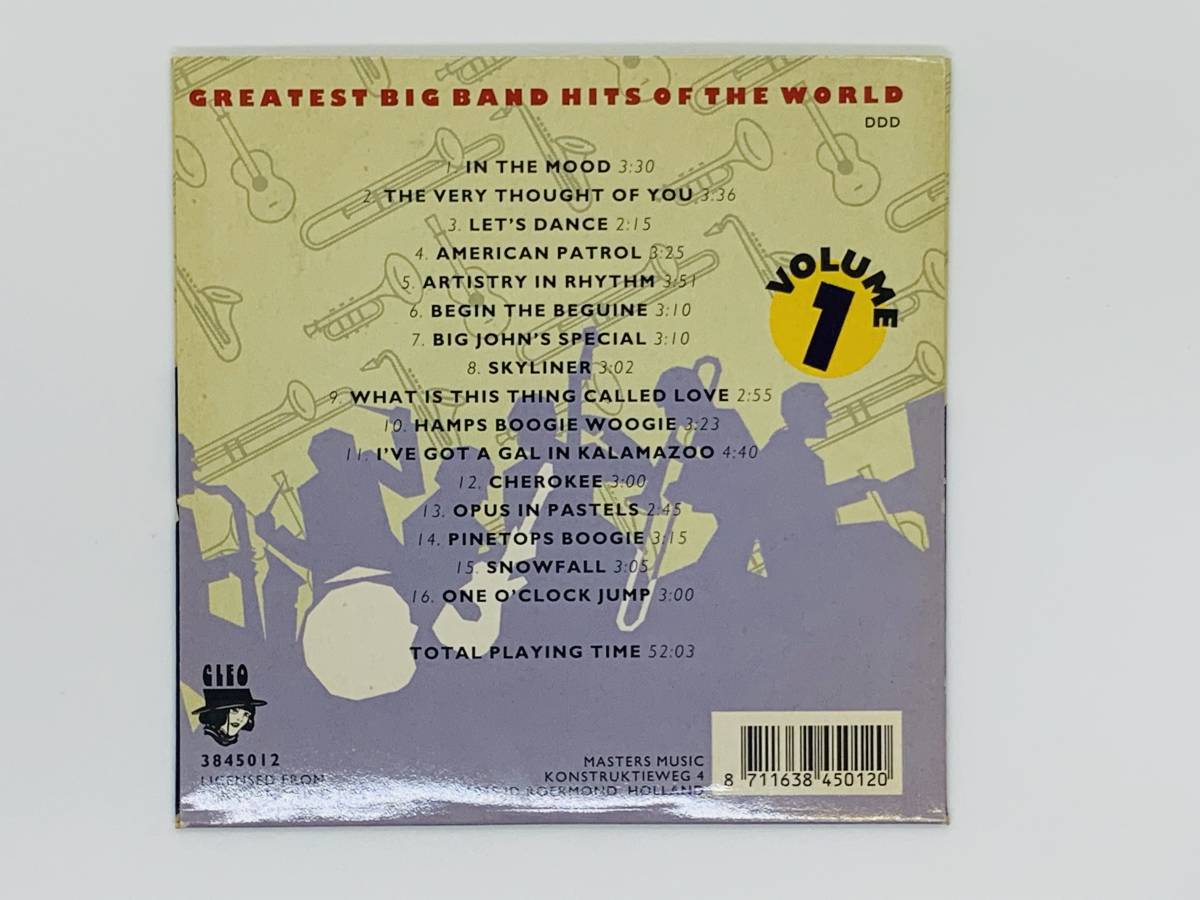 GREATEST BIG BAND HITS OF THE WORLD
DDD
1. IN THE MOOD 3:30
2. THE VERY THOUGHT OF YOU 3:36
3. LET'S DANCE 2:15
4. AMERICAN PATROL 3:25
5. ARTISTRY IN RHYTHM 3:51
6. BEGIN THE BEGUINE 3:10
7. BIG JOHN'S SPECIAL 3:10
8. SKYLINER 3:02
9. WHAT IS THIS THING CALLED LOVE 2:55
10. HAMPS BOOGIE WOOGIE 3:23
11. I'VE GOT A GAL IN KALAMAZOO 4:40
12. CHEROKEE 3:00
13. OPUS IN PASTELS 2:45
14. PINETOPS BOOGIE 3:15
15. SNOWFALL 3:05
16. ONE O'CLOCK JUMP 3:00
TOTAL PLAYING TIME 52:03
VOLUME
1
CLEO
3845012
LICENSED FROM
MASTERS MUSIC
KONSTRUKTIEWEG 4
ROERMOND, HOLLAND
8 711638 450120